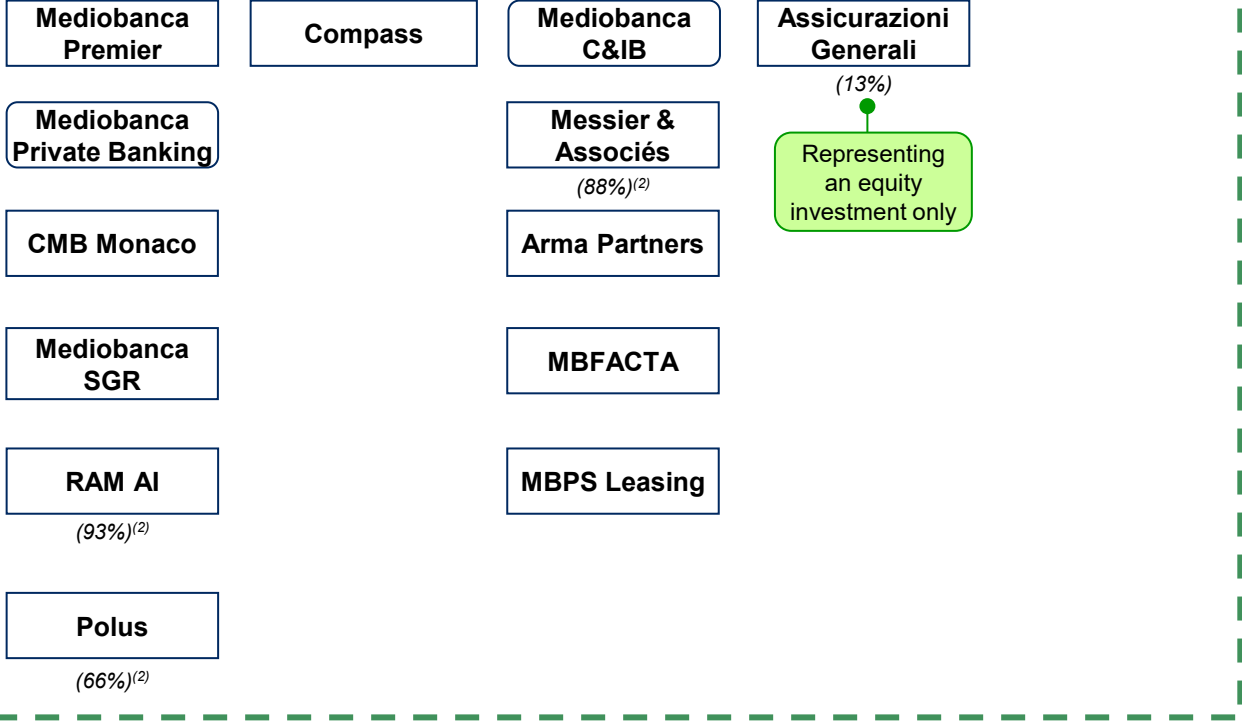 Mediobanca
Premier
Compass
Mediobanca
C&IB
Assicurazioni
Generali
(13%)
Mediobanca
Private Banking
Messier &
Associés
(88%)(2)
Representing
an equity
investment only
CMB Monaco
Arma Partners
Mediobanca
SGR
MBFACTA
RAM AI
(93%)(2)
MBPS Leasing
Polus
(66%)(2)